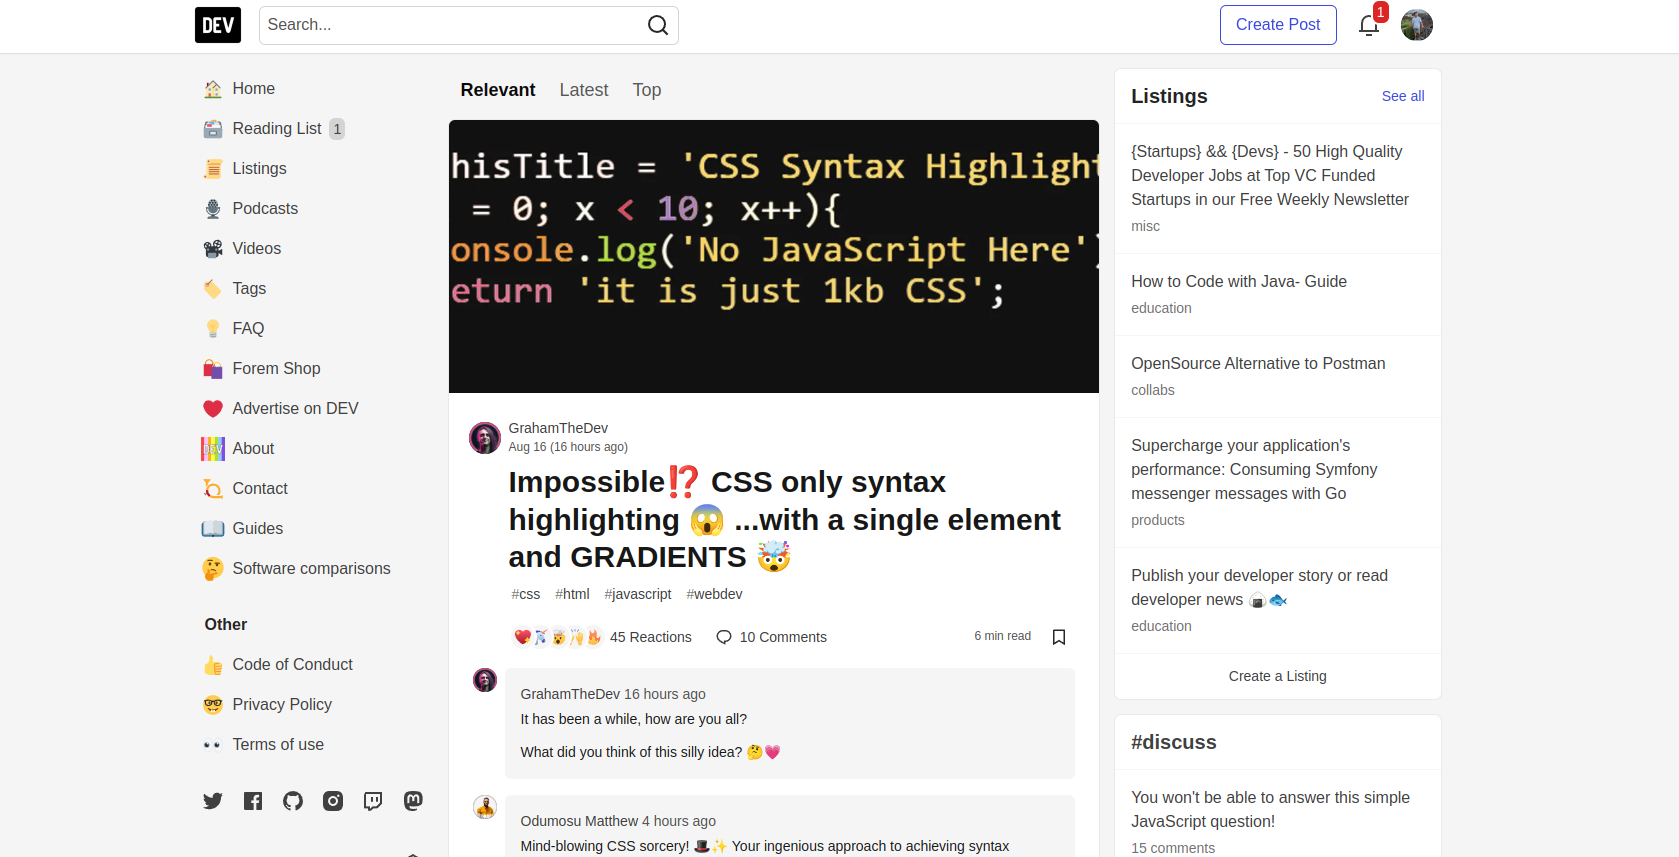 DEV
Search...
Create Post
1
Home
Reading List 1
Listings
Podcasts
Videos
Tags
FAQ
Forem Shop
Advertise on DEV
About
Contact
Guides
Software comparisons
Other
Code of Conduct
Privacy Policy
Terms of use
Relevant Latest Top
hisTitle = 'CSS Syntax Highlight
= 0; x < 10; x++){
onsole.log('No JavaScript Here')
eturn 'it is just 1kb CSS';
GrahamTheDev
Aug 16 (16 hours ago)
Impossible⁉️ CSS only syntax
highlighting 😱 ...with a single element
and GRADIENTS 🤯
#css #html #javascript #webdev
45 Reactions 10 Comments 6 min read
GrahamTheDev 16 hours ago
It has been a while, how are you all?
What did you think of this silly idea? 🤔💗
Odumosu Matthew 4 hours ago
Mind-blowing CSS sorcery! 🎩✨ Your ingenious approach to achieving syntax
Listings See all
{Startups} && {Devs} - 50 High Quality
Developer Jobs at Top VC Funded
Startups in our Free Weekly Newsletter
misc
How to Code with Java- Guide
education
OpenSource Alternative to Postman
collabs
Supercharge your application's
performance: Consuming Symfony
messenger messages with Go
products
Publish your developer story or read
developer news 🍙🐟
education
Create a Listing
#discuss
You won't be able to answer this simple
JavaScript question!
15 comments